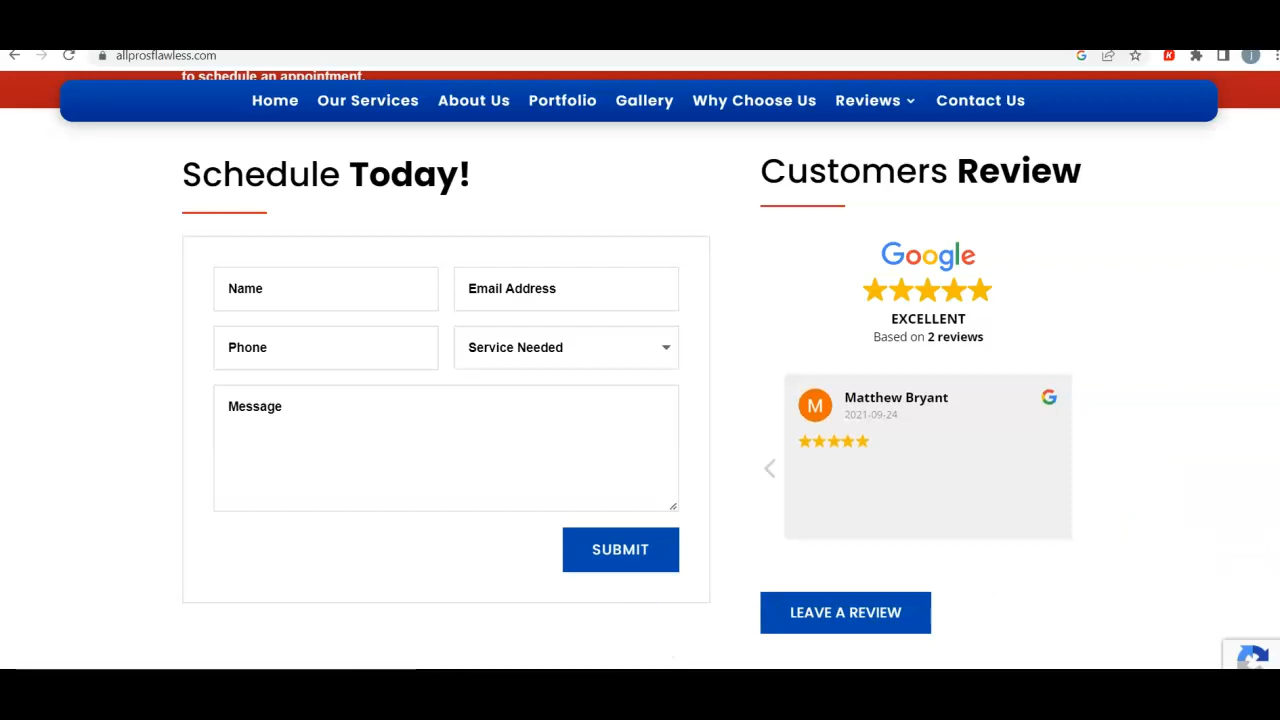 allprosflawless.com
to schedule an appointment.
Home Our Services About Us Portfolio Gallery Why Choose Us Reviews Contact Us
Schedule Today!
Name
Email Address
Phone
Service Needed
Message
SUBMIT
Customers Review
Google
EXCELLENT
Based on 2 reviews
M
Matthew Bryant
2021-09-24
LEAVE A REVIEW